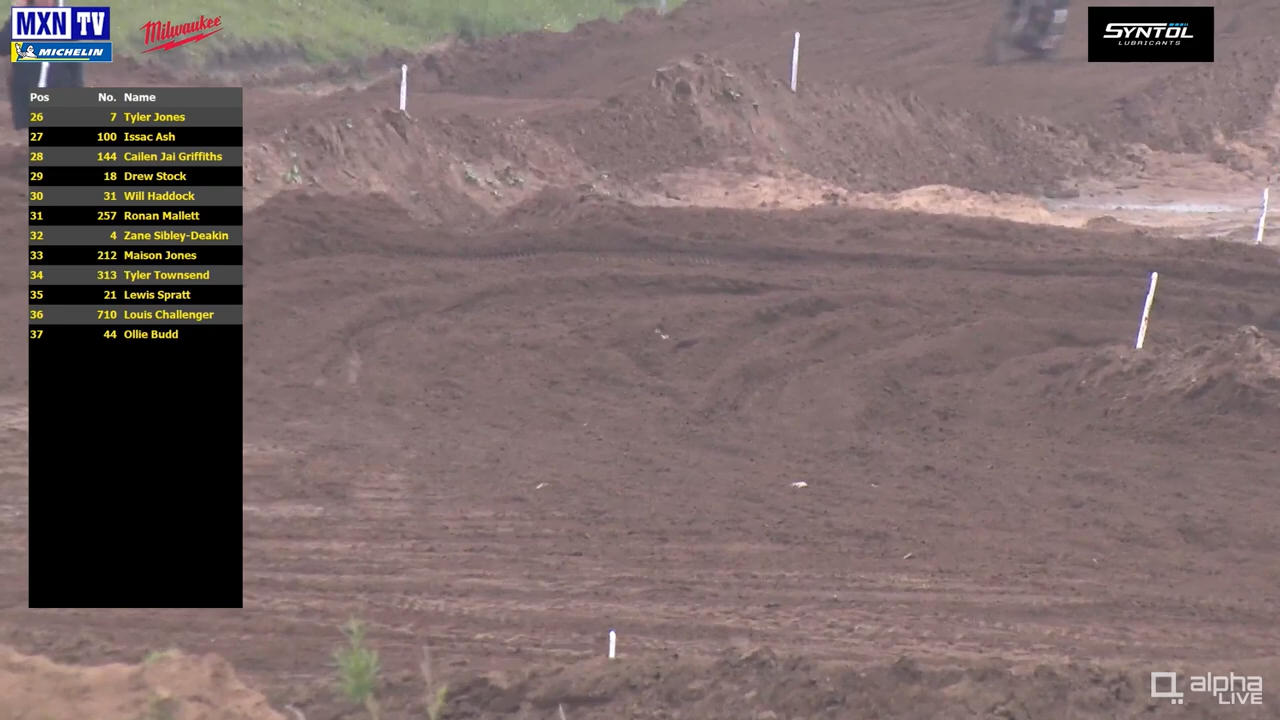 MXN TV
MICHELIN
Milwaukee
SYNTOL
LUBRICANTS
Pos No. Name
26 7 Tyler Jones
27 100 Issac Ash
28 144 Cailen Jai Griffiths
29 18 Drew Stock
30 31 Will Haddock
31 257 Ronan Mallett
32 4 Zane Sibley-Deakin
33 212 Maison Jones
34 313 Tyler Townsend
35 21 Lewis Spratt
36 710 Louis Challenger
37 44 Ollie Budd
alpha
LIVE